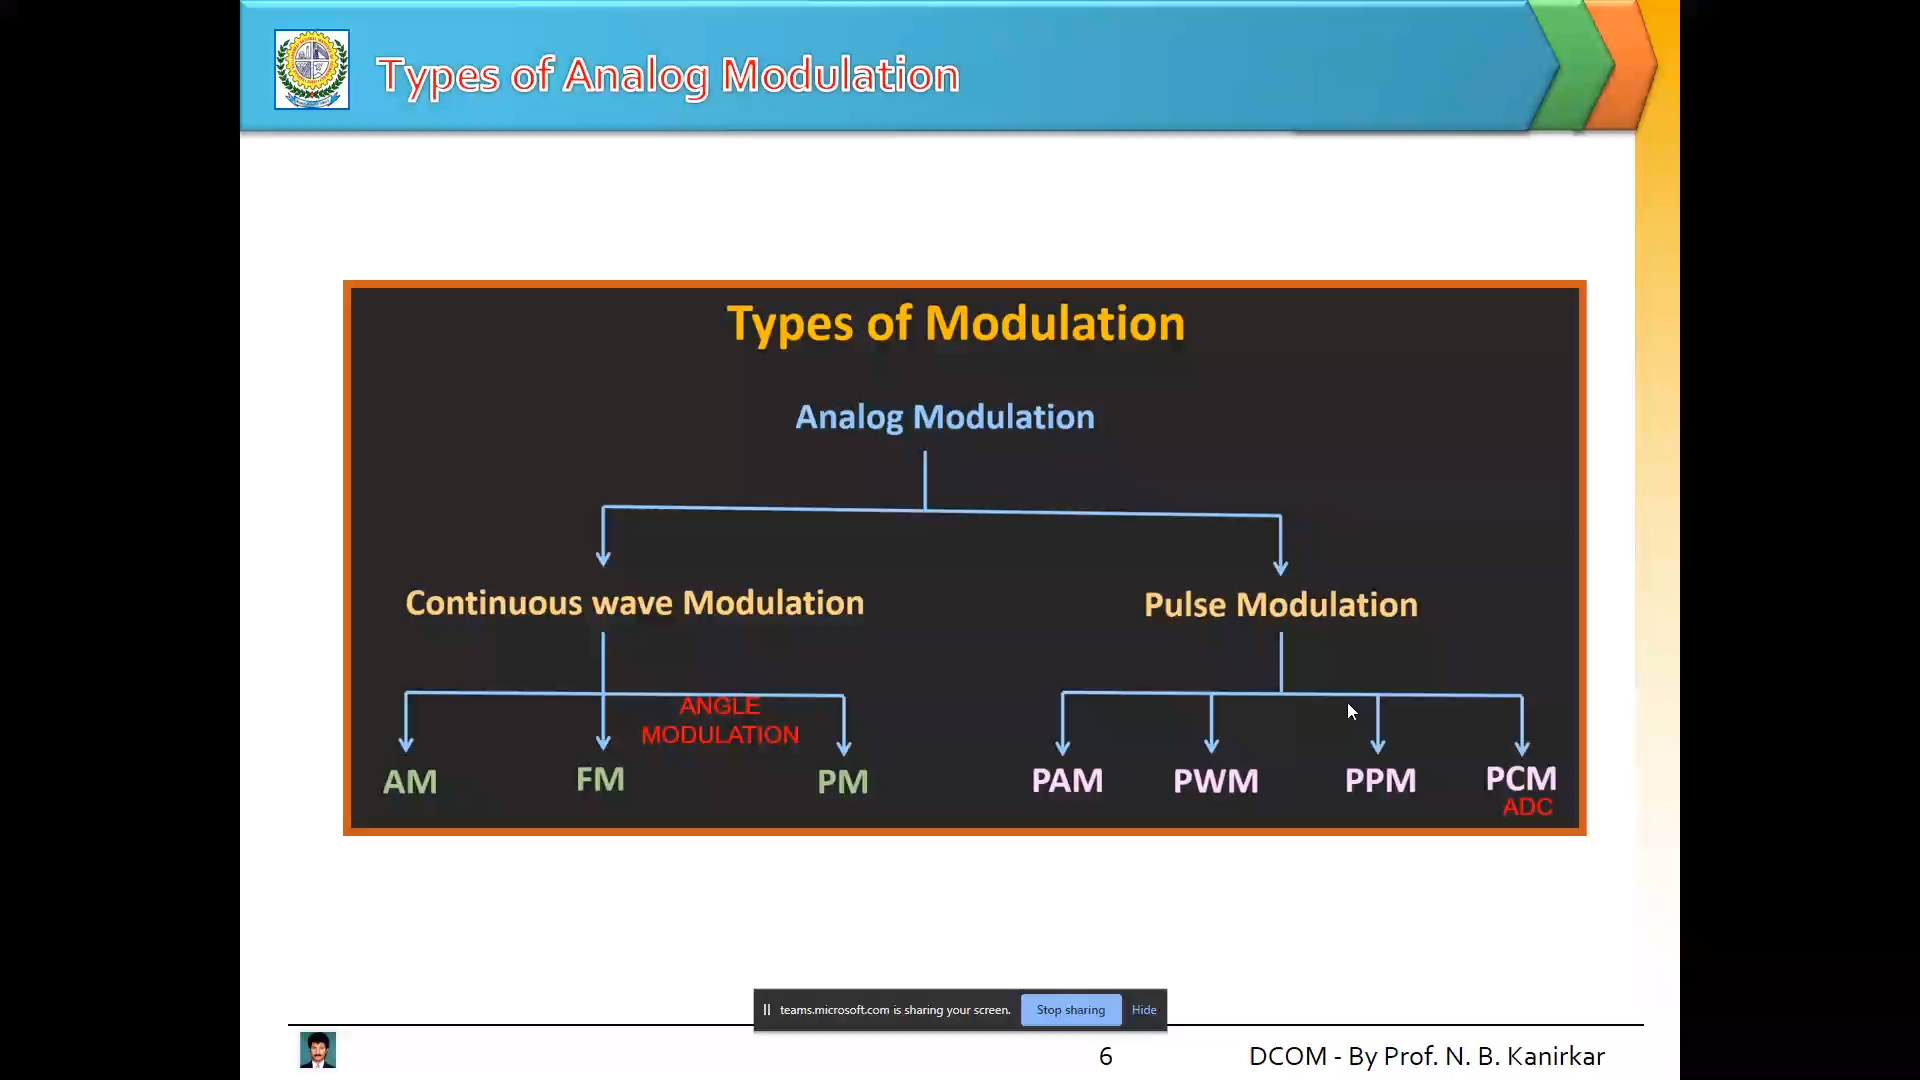 Types of Analog Modulation
Types of Modulation
Analog Modulation
Continuous wave Modulation
Pulse Modulation
ANGLE
MODULATION
AM
FM
PM
PAM
PWM
PPM
PCM
ADC
teams.microsoft.com is sharing your screen.
Stop sharing
Hide
6
DCOM - By Prof. N. B. Kanirkar